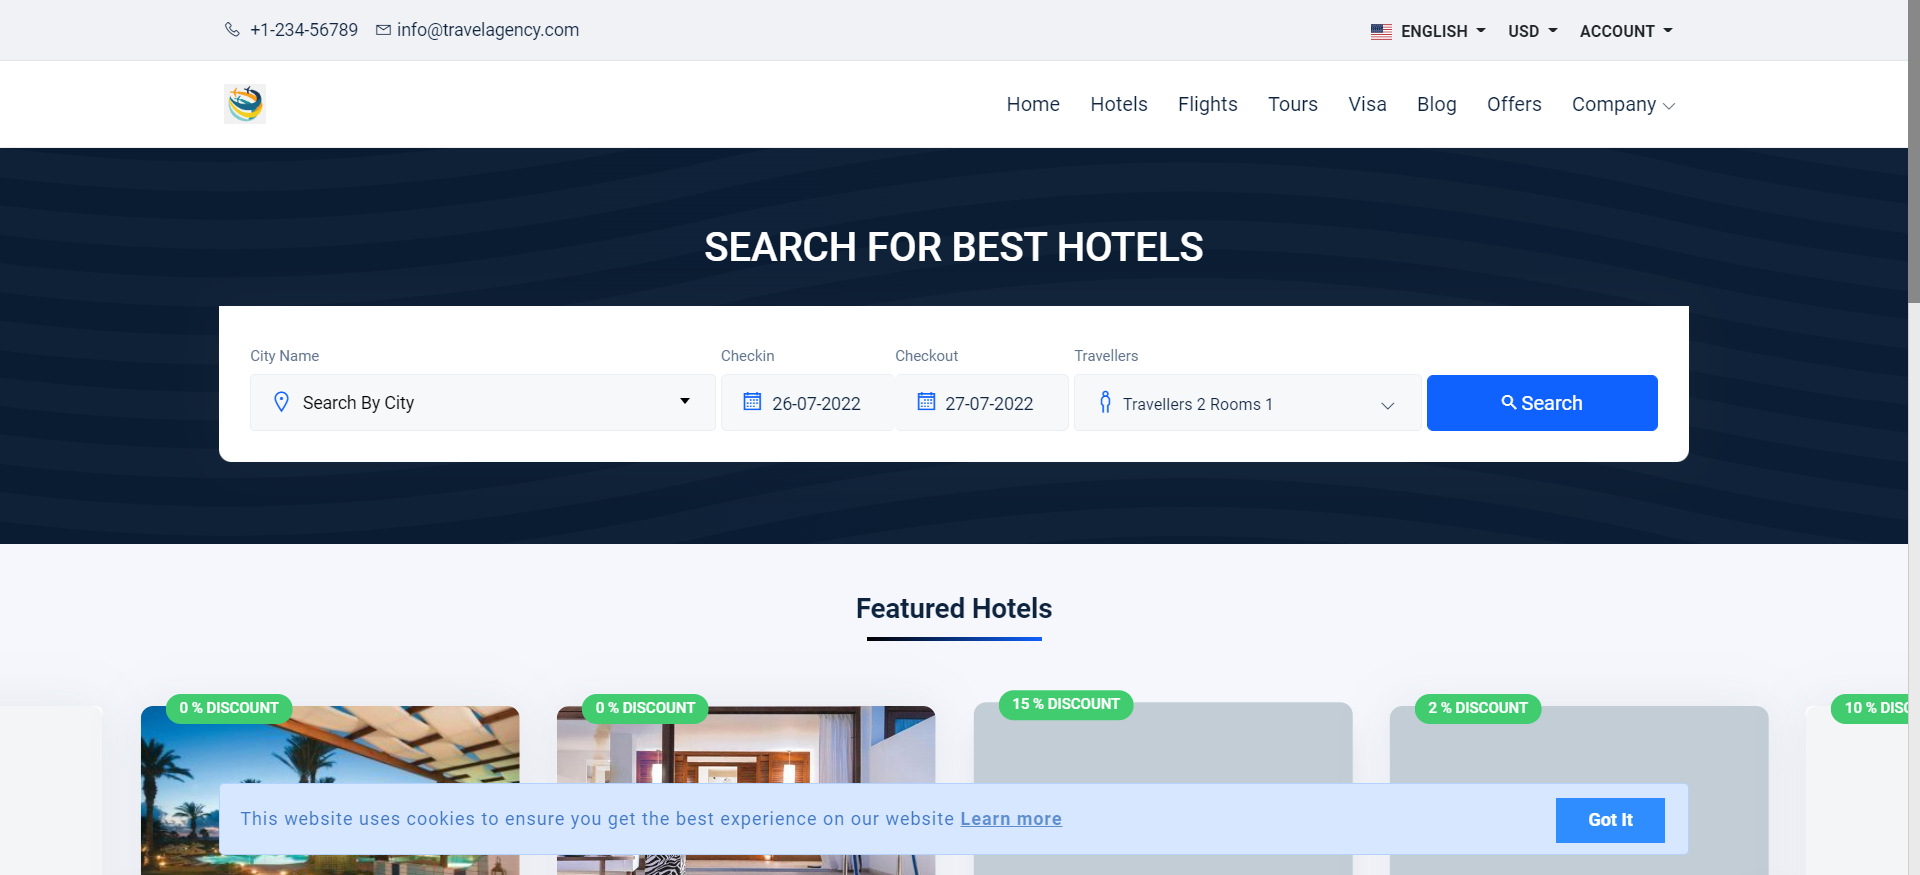 +1-234-56789 info@travelagency.com ENGLISH USD ACCOUNT
Home Hotels Flights Tours Visa Blog Offers Company
SEARCH FOR BEST HOTELS
City Name Checkin Checkout Travellers
Search By City 26-07-2022 27-07-2022 Travellers 2 Rooms 1 Search
Featured Hotels
0 % DISCOUNT 0 % DISCOUNT 15 % DISCOUNT 2 % DISCOUNT 10 % DISC
This website uses cookies to ensure you get the best experience on our website Learn more Got It